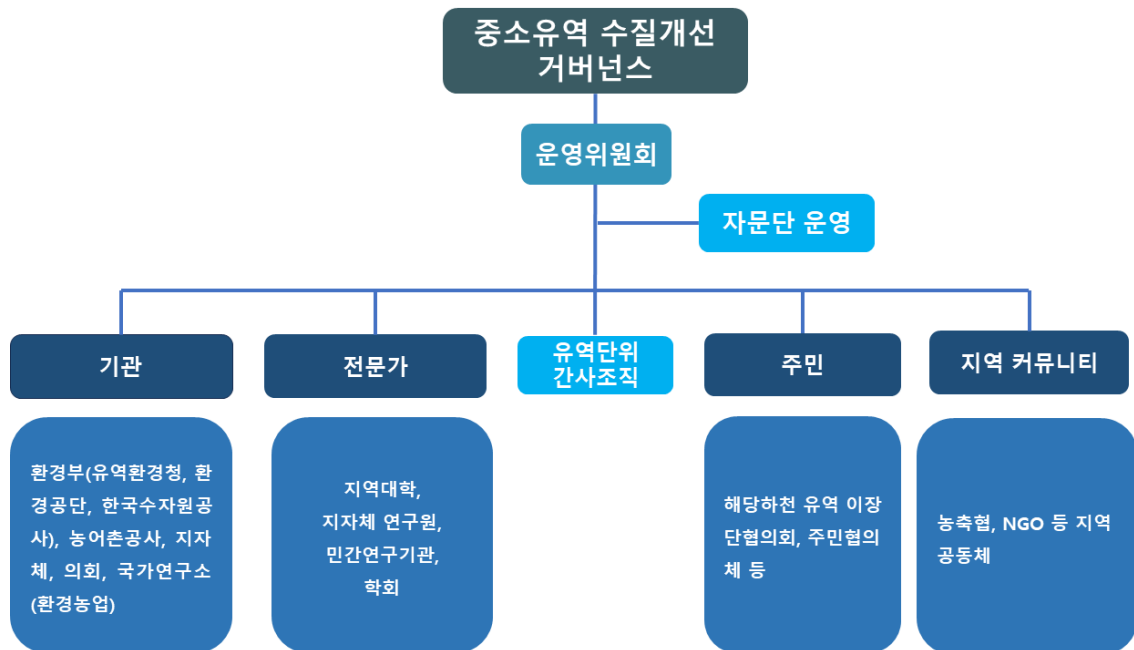 중소유역 수질개선
거버넌스
운영위원회
자문단 운영
기관
전문가
유역단위
간사조직
주민
지역 커뮤니티
환경부(유역환경청, 환
경공단, 한국수자원공
사), 농어촌공사, 지자
체, 의회, 국가연구소
(환경농업)
지역대학,
지자체 연구원,
민간연구기관,
학회
해당하천 유역 이장
단협의회, 주민협의
체 등
농축협, NGO 등 지역
공동체